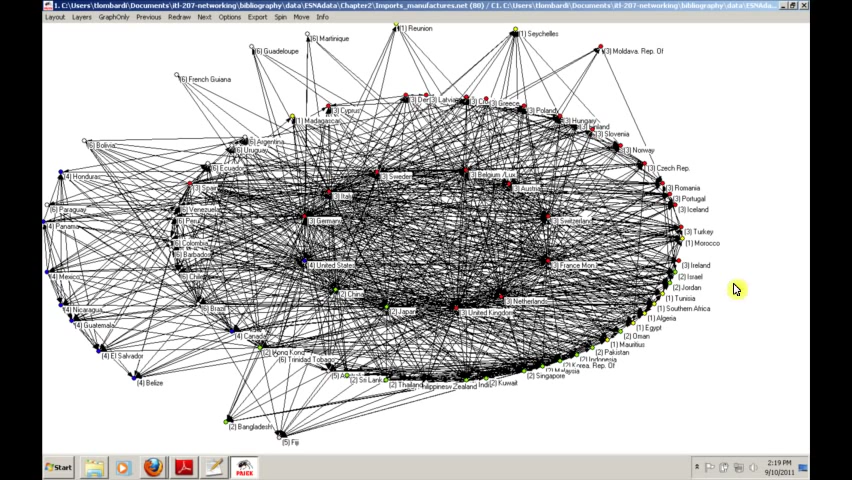 1. C:\Users\tlombardi\Documents\itl-207-networking\bibliography\data\ESNAdata\Chapter2\Imports_manufactures.net (80) / C1. C:\Users\tlombardi\Documents\itl-207-networking\bibliography\data\ESNAda...
Layout Layers GraphOnly Previous Redraw Next Options Export Spin Move Info
(1) Reunion
(1) Seychelles
(6) Martinique
(6) Guadeloupe
(3) Moldava. Rep. Of
(6) French Guiana
(3) Latvia
(3) Greece
(3) Cyprus
(3) Poland
(1) Madagascar
(3) Hungary
(3) Slovenia
(6) Argentina
(6) Bolivia
(6) Uruguay
(3) Norway
(6) Ecuador
(3) Czech Rep.
(4) Honduras
(3) Sweden
(3) Belgium /Lux.
(3) Austria
(3) Spain
(3) Romania
(3) Italy
(3) Portugal
(6) Paraguay
(6) Venezuela
(3) Iceland
(6) Peru
(3) Germany
(3) Switzerland
(4) Panama
(3) Turkey
(6) Colombia
(1) Morocco
(6) Barbados
(4) United States
(3) France Mon.
(3) Ireland
(4) Mexico
(6) Chile
(2) Israel
(2) Jordan
(2) China
(1) Tunisia
(3) Netherlands
(4) Nicaragua
(6) Brazil
(1) Southern Africa
(2) Japan
(3) United Kingdom
(1) Algeria
(4) Guatemala
(1) Egypt
(4) Canada
(2) Oman
(1) Mauritius
(2) Hong Kong
(2) Pakistan
(4) El Salvador
(2) Indonesia
(6) Trinidad Tobago
(2) Korea. Rep. Of
(2) Malaysia
(2) Singapore
(2) Sri Lanka
(2) Kuwait
(4) Belize
(2) Thailand
(2) Bangladesh
(5) Fiji
Start
PAJEK
2:19 PM
9/10/2011